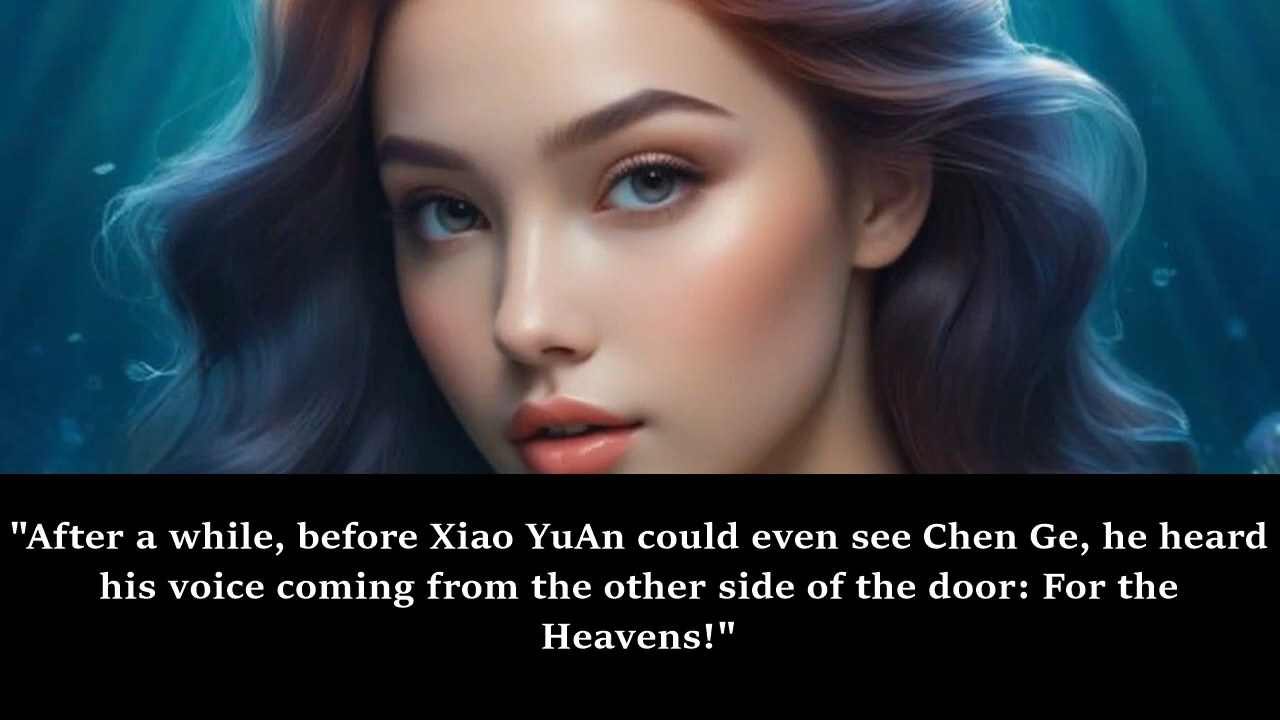 "After a while, before Xiao YuAn could even see Chen Ge, he heard
his voice coming from the other side of the door: For the
Heavens!"